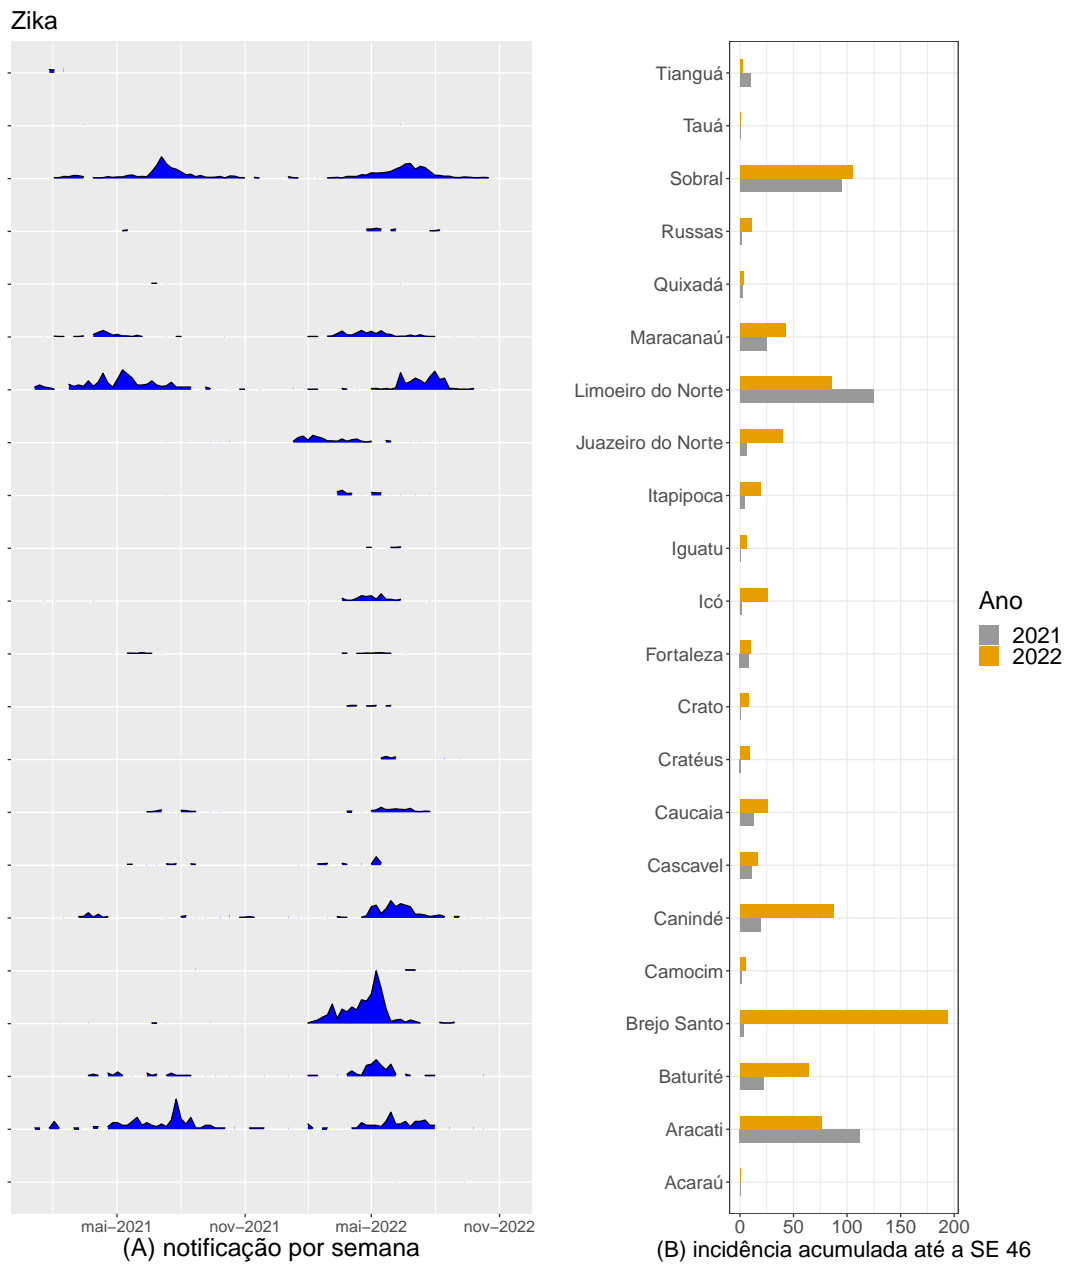 Zika
Tianguá
Tauá
Sobral
Russas
Quixadá
Maracanaú
Limoeiro do Norte
Juazeiro do Norte
Itapipoca
Iguatu
Icó
Fortaleza
Crato
Cratéus
Caucaia
Cascavel
Canindé
Camocim
Brejo Santo
Baturité
Aracati
Acaraú
Ano
2021
2022
mai–2021 nov–2021 mai–2022 nov–2022
(A) notificação por semana
0 50 100 150 200
(B) incidência acumulada até a SE 46